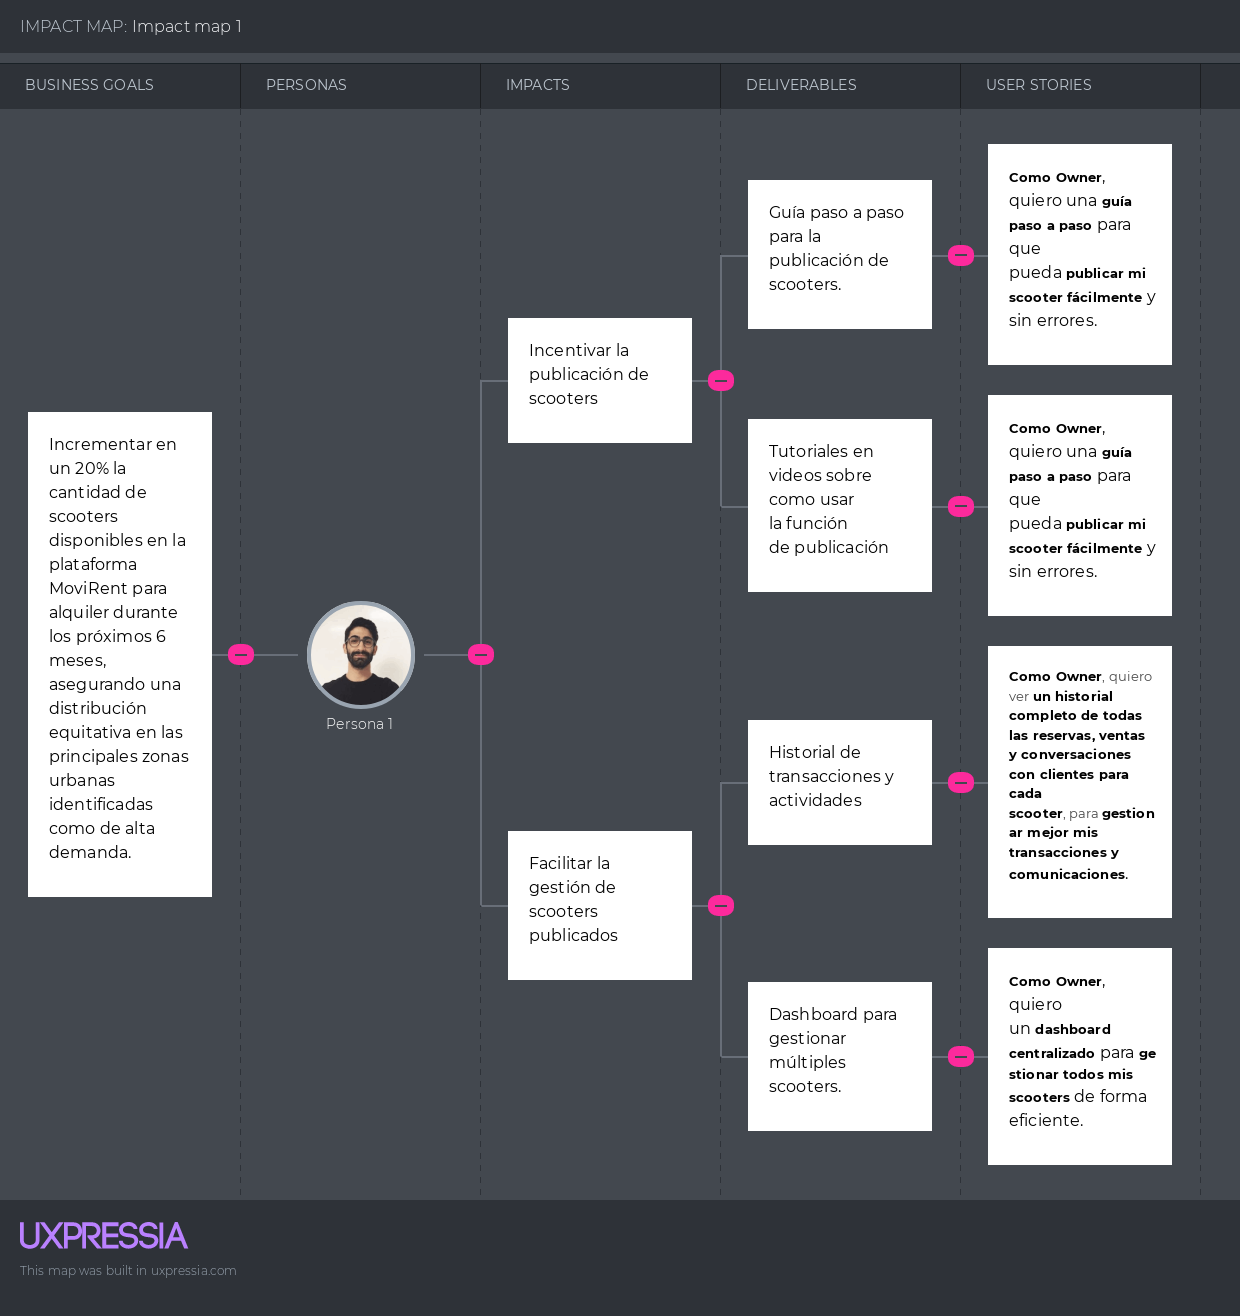 IMPACT MAP: Impact map 1
BUSINESS GOALS
PERSONAS
IMPACTS
DELIVERABLES
USER STORIES
Incrementar en
un 20% la
cantidad de
scooters
disponibles en la
plataforma
MoviRent para
alquiler durante
los próximos 6
meses,
asegurando una
distribución
equitativa en las
principales zonas
urbanas
identificadas
como de alta
demanda.
Persona 1
Incentivar la
publicación de
scooters
Guía paso a paso
para la
publicación de
scooters.
Como Owner,
quiero una guía
paso a paso para
que
pueda publicar mi
scooter fácilmente y
sin errores.
Tutoriales en
videos sobre
como usar
la función
de publicación
Como Owner,
quiero una guía
paso a paso para
que
pueda publicar mi
scooter fácilmente y
sin errores.
Facilitar la
gestión de
scooters
publicados
Historial de
transacciones y
actividades
Como Owner, quiero
ver un historial
completo de todas
las reservas, ventas
y conversaciones
con clientes para
cada
scooter, para gestion
ar mejor mis
transacciones y
comunicaciones.
Dashboard para
gestionar
múltiples
scooters.
Como Owner,
quiero
un dashboard
centralizado para ge
stionar todos mis
scooters de forma
eficiente.
UXPRESSIA
This map was built in uxpressia.com